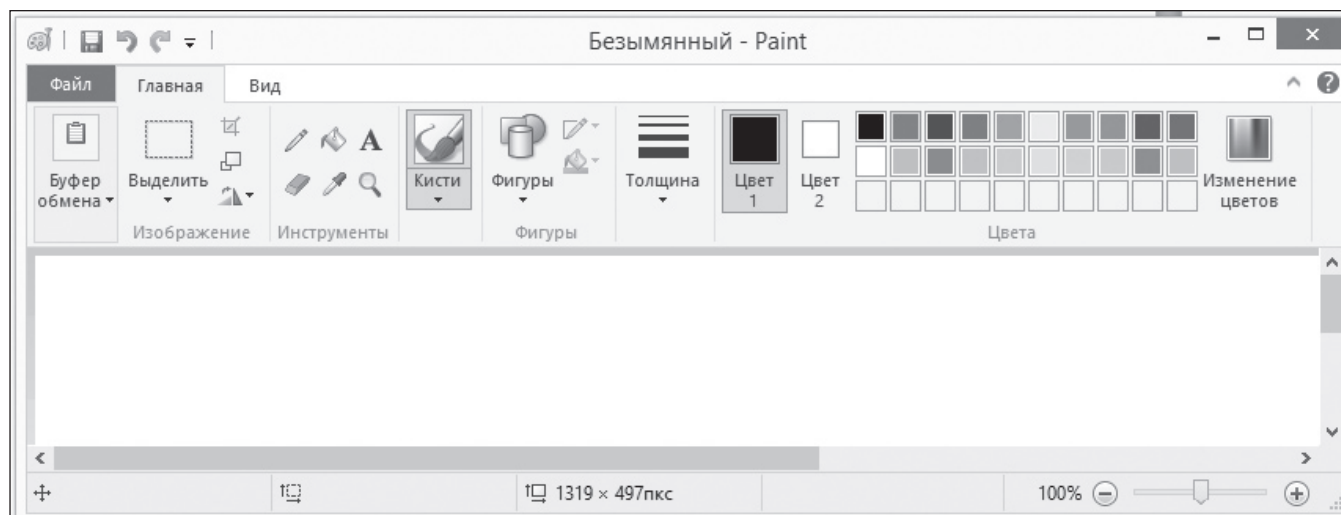 Безымянный - Paint
Файл Главная Вид
Буфер обмена
Выделить
Изображение
A
Инструменты
Кисти
Фигуры
Фигуры
Толщина
Цвет 1
Цвет 2
Изменение цветов
Цвета
1319 × 497пкс
100%